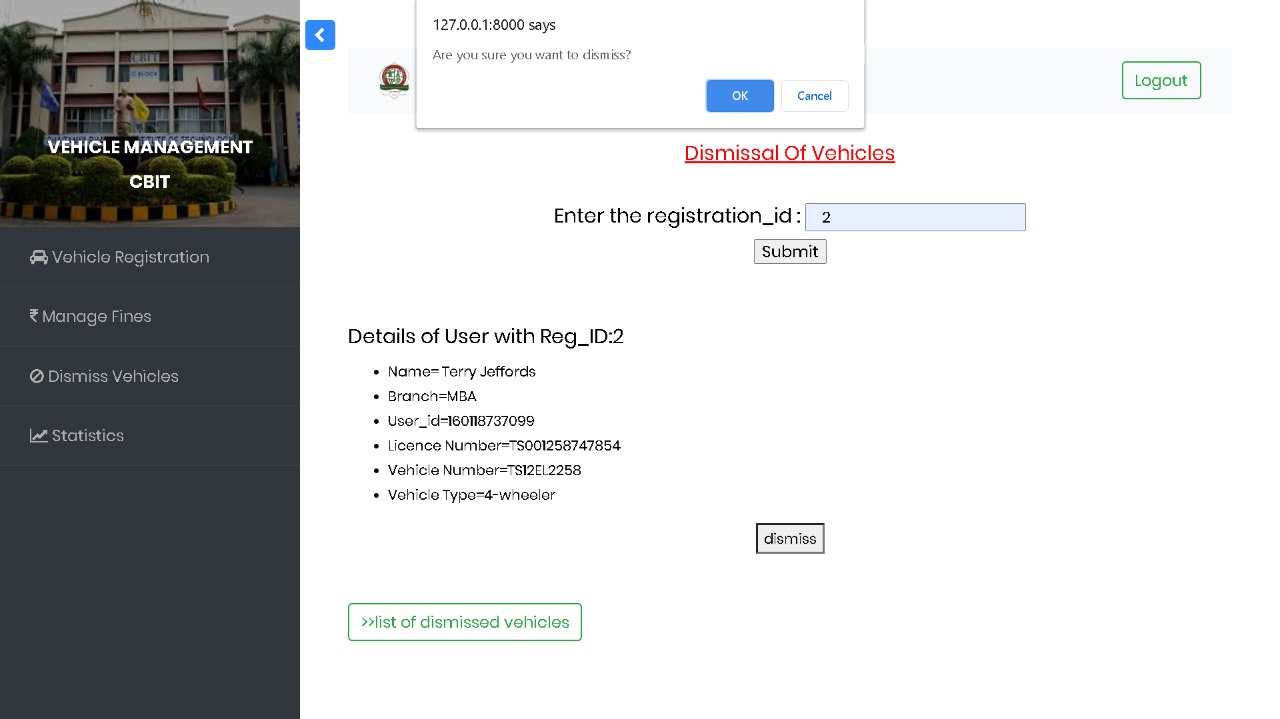 127.0.0.1:8000 says
Are you sure you want to dismiss?
OK
Cancel
Logout
CBIT
C BLOCK
VEHICLE MANAGEMENT
CBIT
Vehicle Registration
₹ Manage Fines
Dismiss Vehicles
Statistics
Dismissal Of Vehicles
Enter the registration_id : 2
Submit
Details of User with Reg_ID:2
• Name= Terry Jeffords
• Branch=MBA
• User_id=160118737099
• Licence Number=TS001258747854
• Vehicle Number=TS12EL2258
• Vehicle Type=4-wheeler
dismiss
>>list of dismissed vehicles